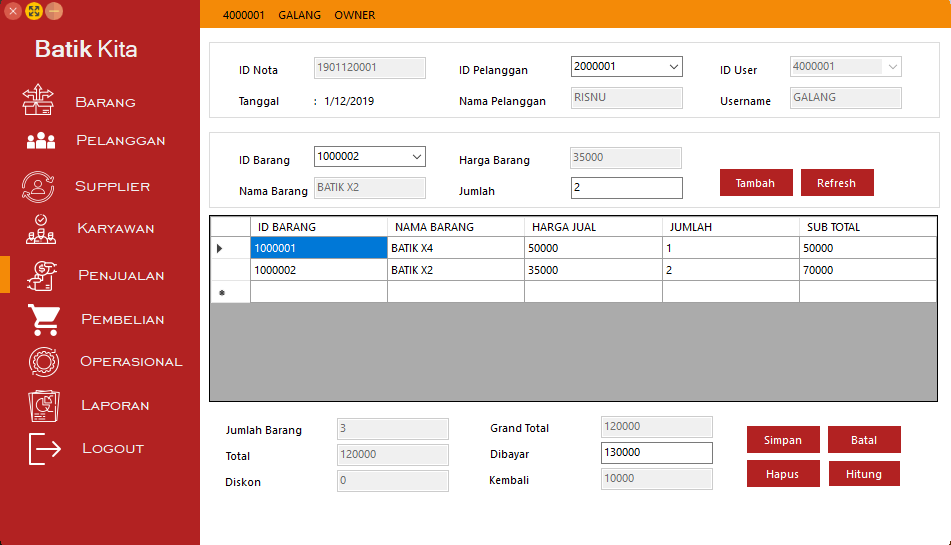 4000001 GALANG OWNER
Batik Kita
BARANG
PELANGGAN
SUPPLIER
KARYAWAN
PENJUALAN
PEMBELIAN
OPERASIONAL
LAPORAN
LOGOUT
ID Nota 1901120001 ID Pelanggan 2000001 ID User 4000001
Tanggal : 1/12/2019 Nama Pelanggan RISNU Username GALANG
ID Barang 1000002 Harga Barang 35000
Nama Barang BATIK X2 Jumlah 2 Tambah Refresh
ID BARANG NAMA BARANG HARGA JUAL JUMLAH SUB TOTAL
1000001 BATIK X4 50000 1 50000
1000002 BATIK X2 35000 2 70000
Jumlah Barang 3 Grand Total 120000 Simpan Batal
Total 120000 Dibayar 130000
Diskon 0 Kembali 10000 Hapus Hitung